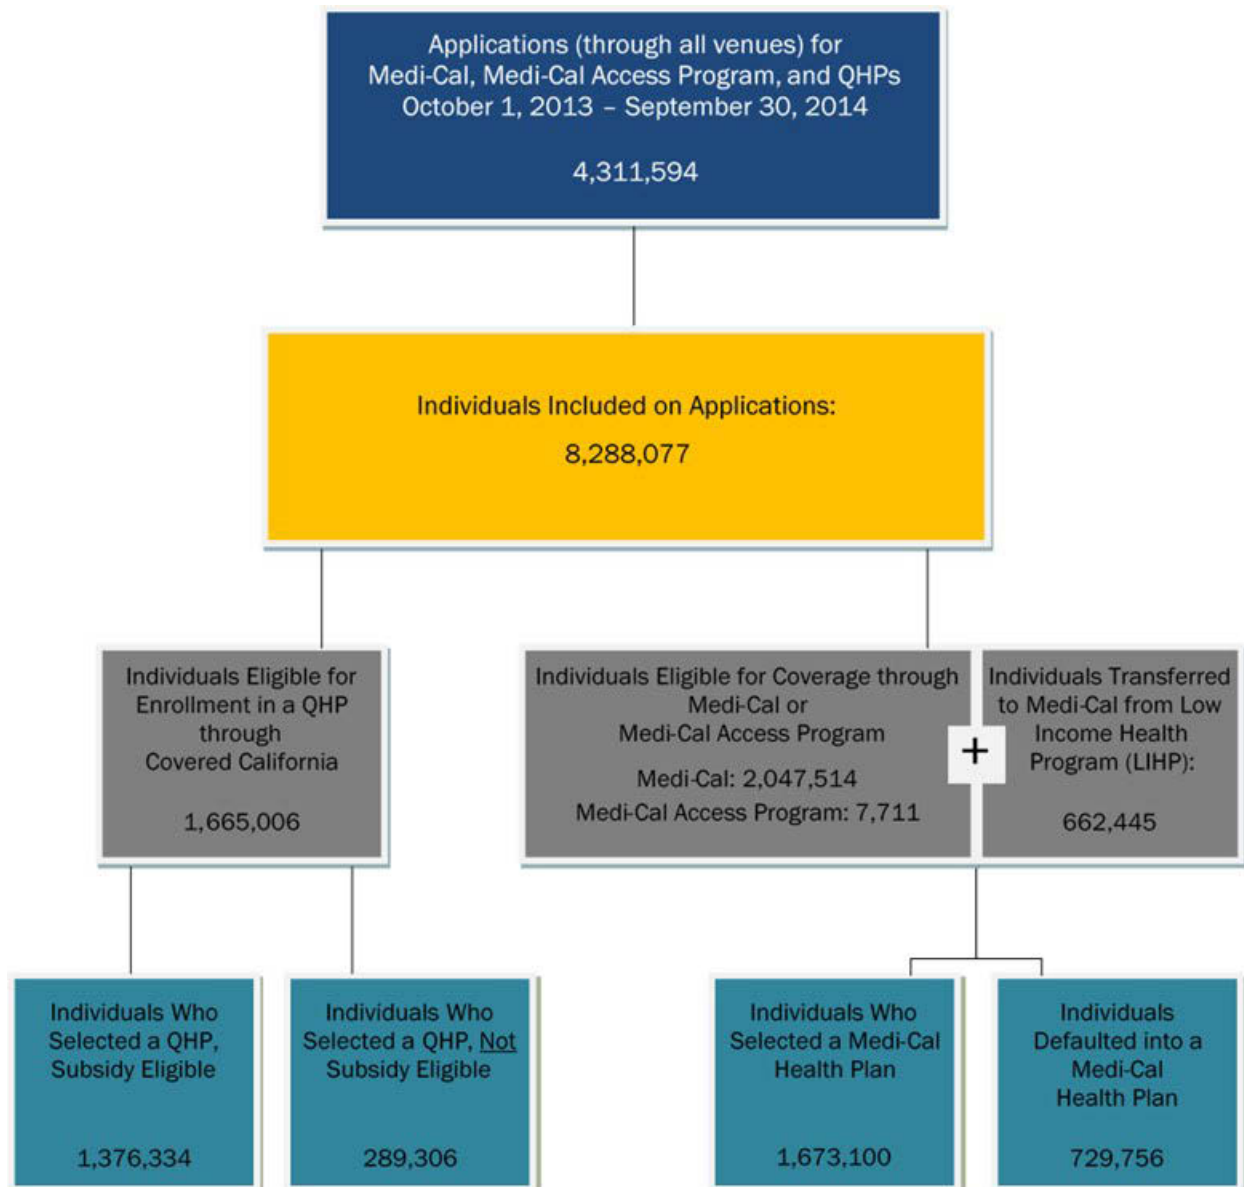 Applications (through all venues) for
Medi-Cal, Medi-Cal Access Program, and QHPs
October 1, 2013 – September 30, 2014
4,311,594
Individuals Included on Applications:
8,288,077
Individuals Eligible for
Enrollment in a QHP
through
Covered California
1,665,006
Individuals Eligible for Coverage through
Medi-Cal or
Medi-Cal Access Program
Medi-Cal: 2,047,514
Medi-Cal Access Program: 7,711
+
Individuals Transferred
to Medi-Cal from Low
Income Health
Program (LIHP):
662,445
Individuals Who
Selected a QHP,
Subsidy Eligible
1,376,334
Individuals Who
Selected a QHP, Not
Subsidy Eligible
289,306
Individuals Who
Selected a Medi-Cal
Health Plan
1,673,100
Individuals
Defaulted into a
Medi-Cal
Health Plan
729,756